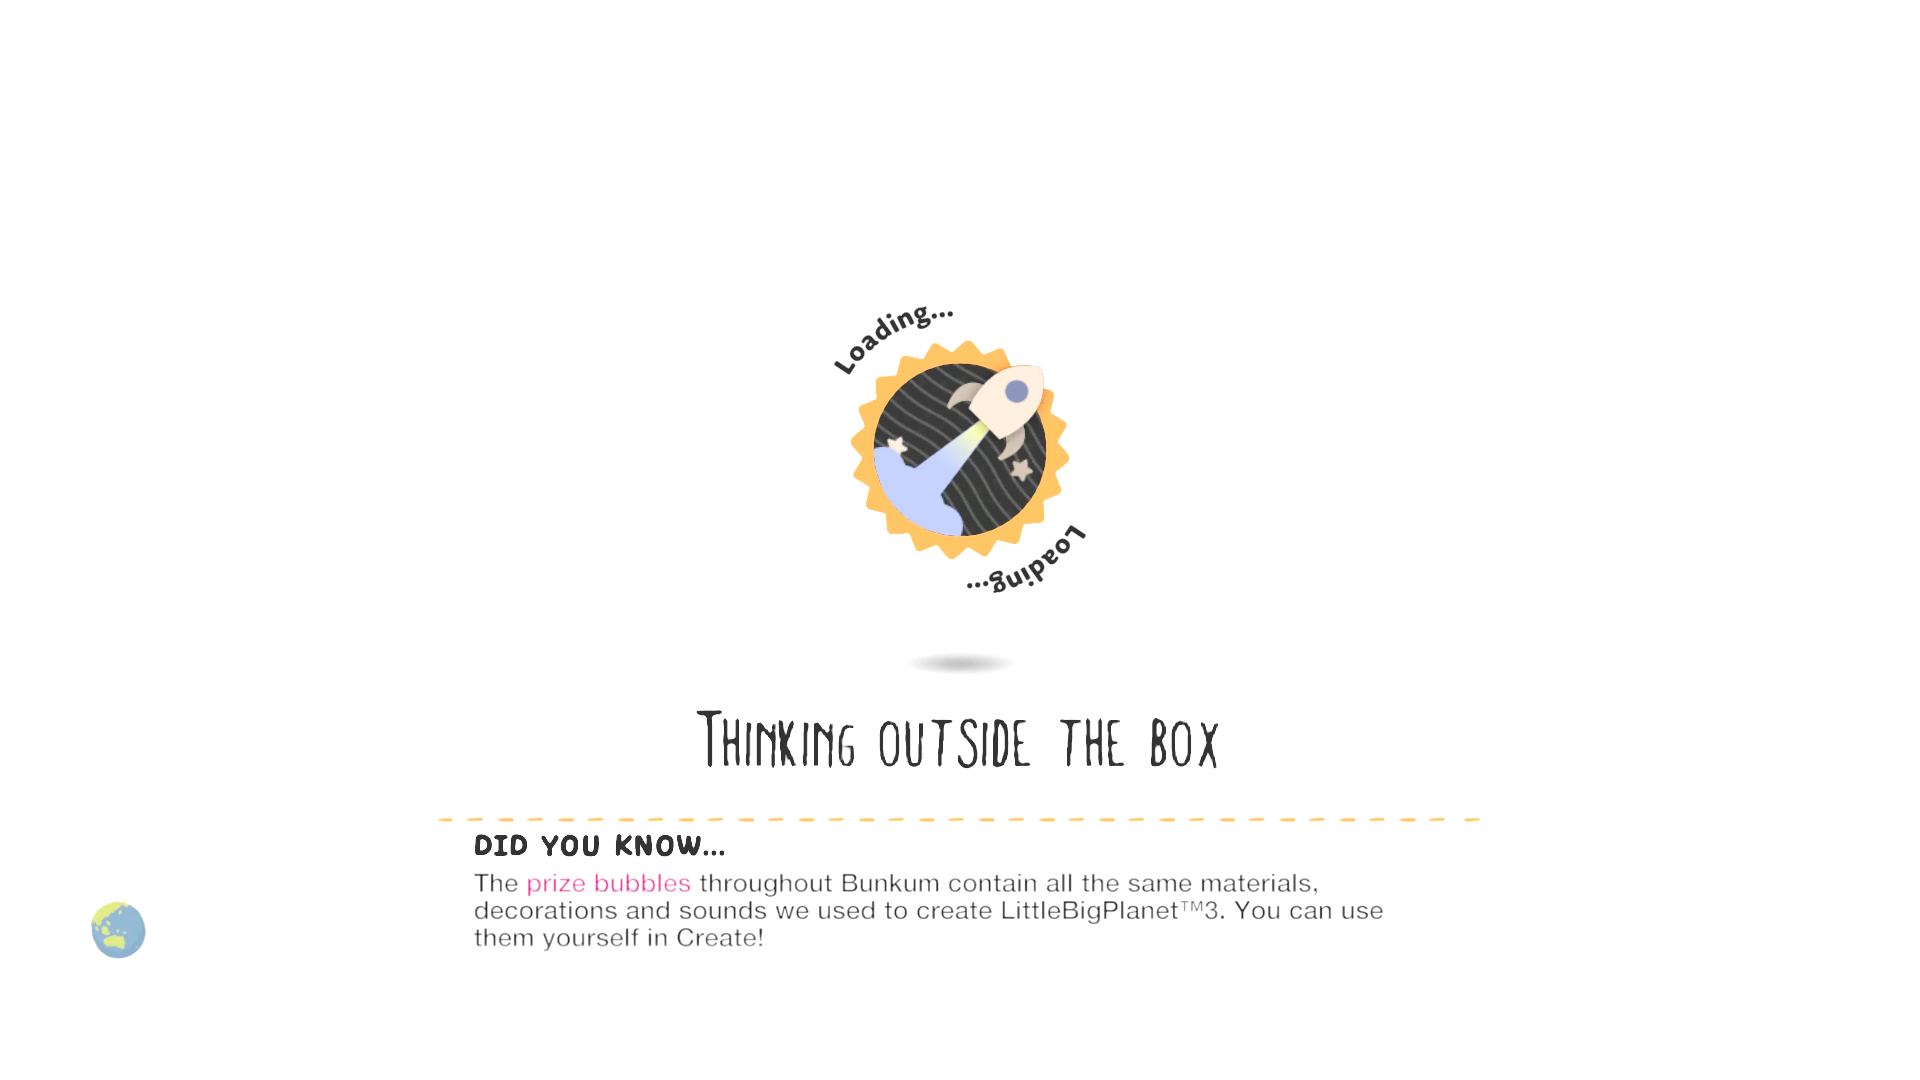 Loading...
Loading...
Thinking outside the box
DID YOU KNOW...
The prize bubbles throughout Bunkum contain all the same materials,
decorations and sounds we used to create LittleBigPlanet™3. You can use
them yourself in Create!